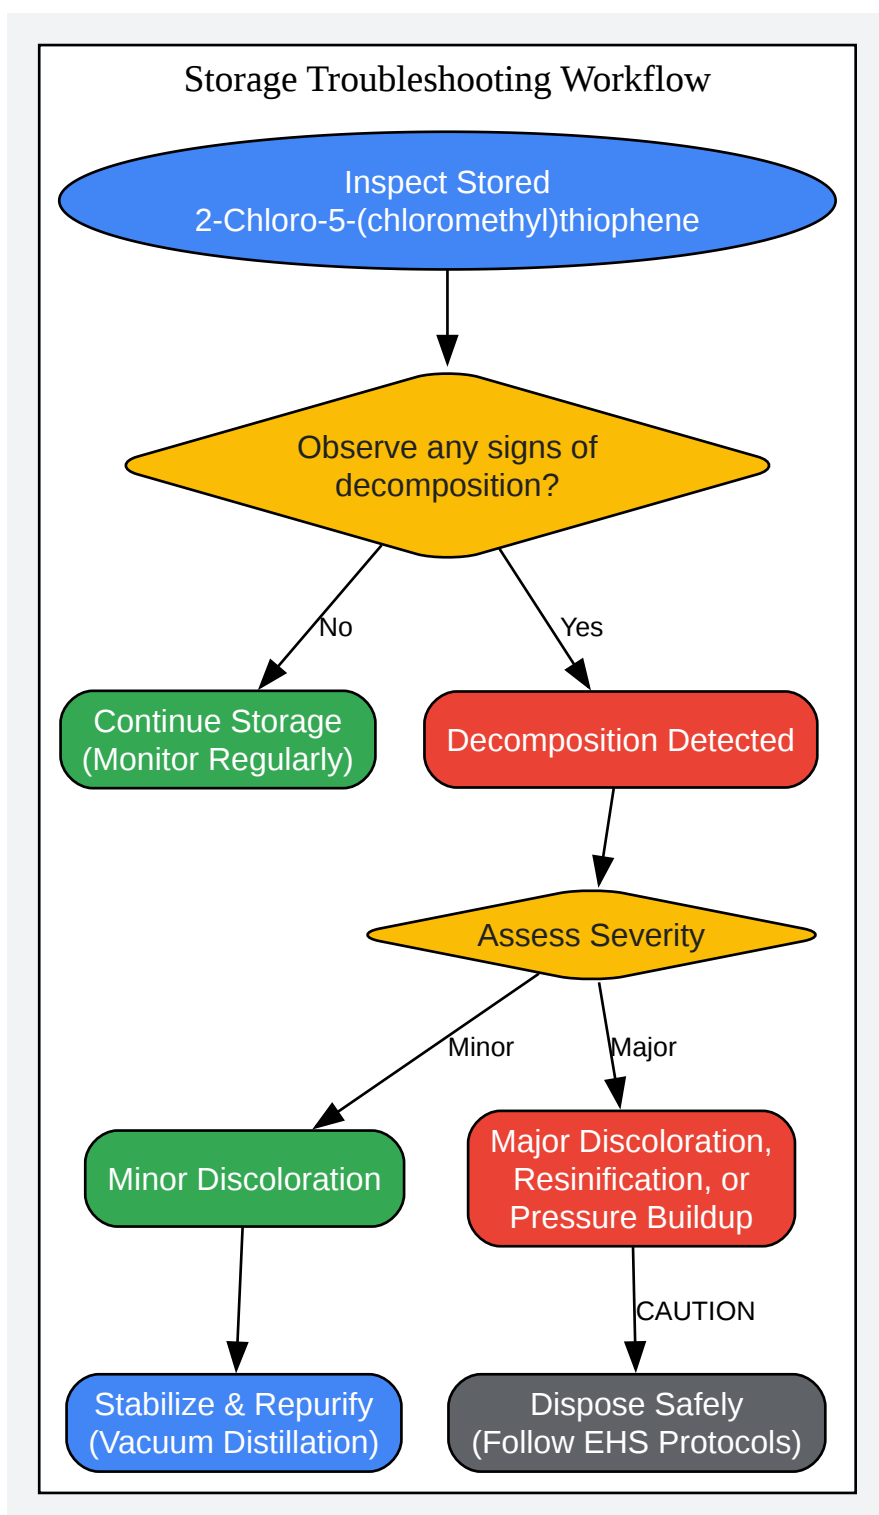 Storage Troubleshooting Workflow
Inspect Stored
2-Chloro-5-(chloromethyl)thiophene
Observe any signs of
decomposition?
No
Yes
Continue Storage
(Monitor Regularly)
Decomposition Detected
Assess Severity
Minor
Major
Minor Discoloration
Major Discoloration,
Resinification, or
Pressure Buildup
CAUTION
Stabilize & Repurify
(Vacuum Distillation)
Dispose Safely
(Follow EHS Protocols)